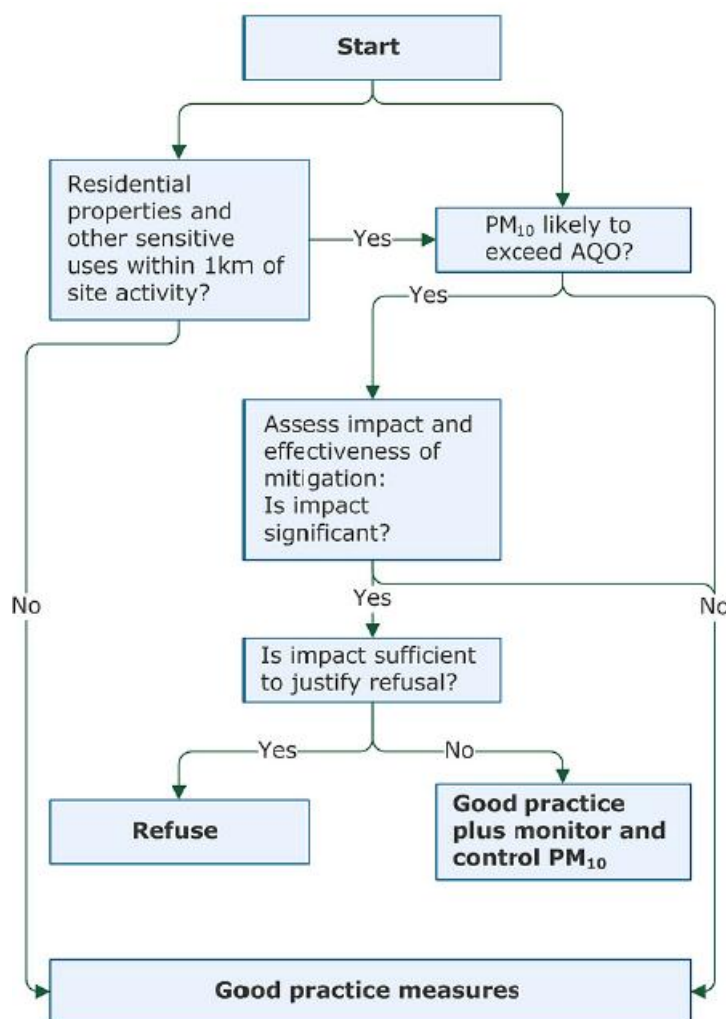 Start
Residential
properties and
other sensitive
uses within 1km of
site activity?
Yes
PM₁₀ likely to
exceed AQO?
Yes
Assess impact and
effectiveness of
mitigation:
Is impact
significant?
No
Yes
No
Is impact sufficient
to justify refusal?
Yes
No
Refuse
Good practice
plus monitor and
control PM₁₀
Good practice measures